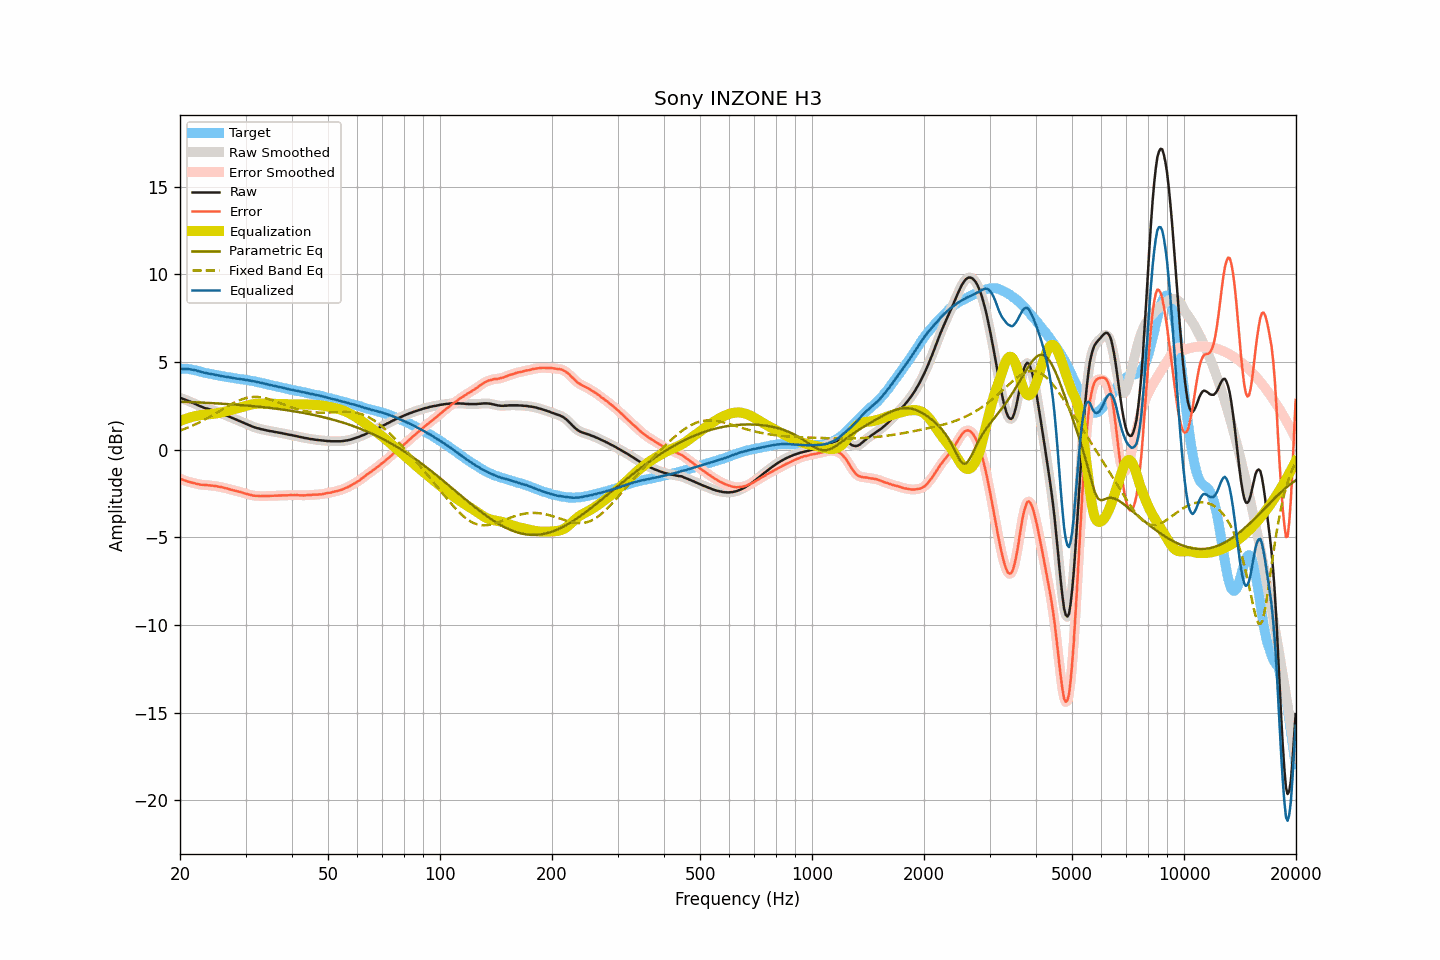 Sony INZONE H3
Target
Raw Smoothed
Error Smoothed
Raw
Error
Equalization
Parametric Eq
Fixed Band Eq
Equalized
15
10
5
0
−5
−10
−15
−20
Amplitude (dBr)
20
50
100
200
500
1000
2000
5000
10000
20000
Frequency (Hz)